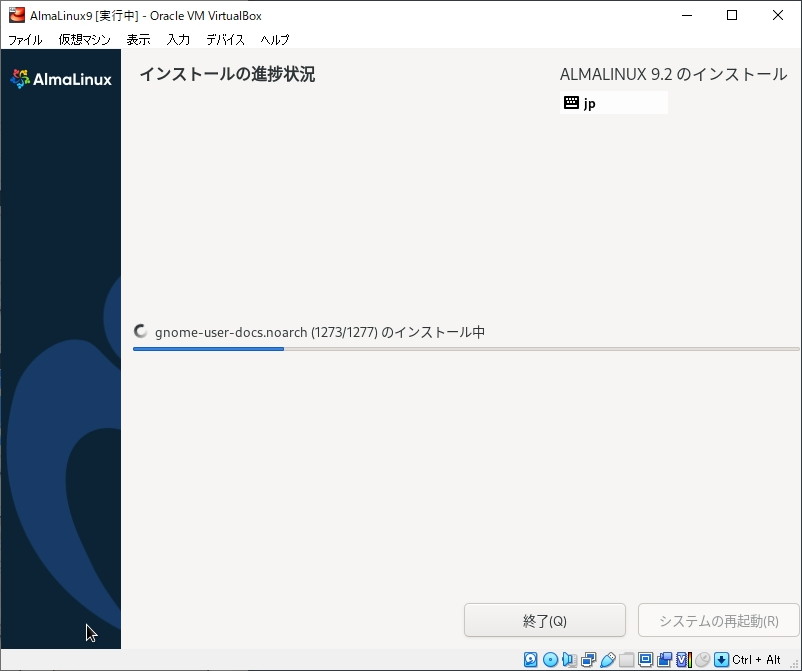 AlmaLinux9 [実行中] - Oracle VM VirtualBox
ファイル 仮想マシン 表示 入力 デバイス ヘルプ
AlmaLinux
インストールの進捗状況
ALMALINUX 9.2 のインストール
jp
gnome-user-docs.noarch (1273/1277) のインストール中
終了(Q)
システムの再起動(R)
Ctrl + Alt